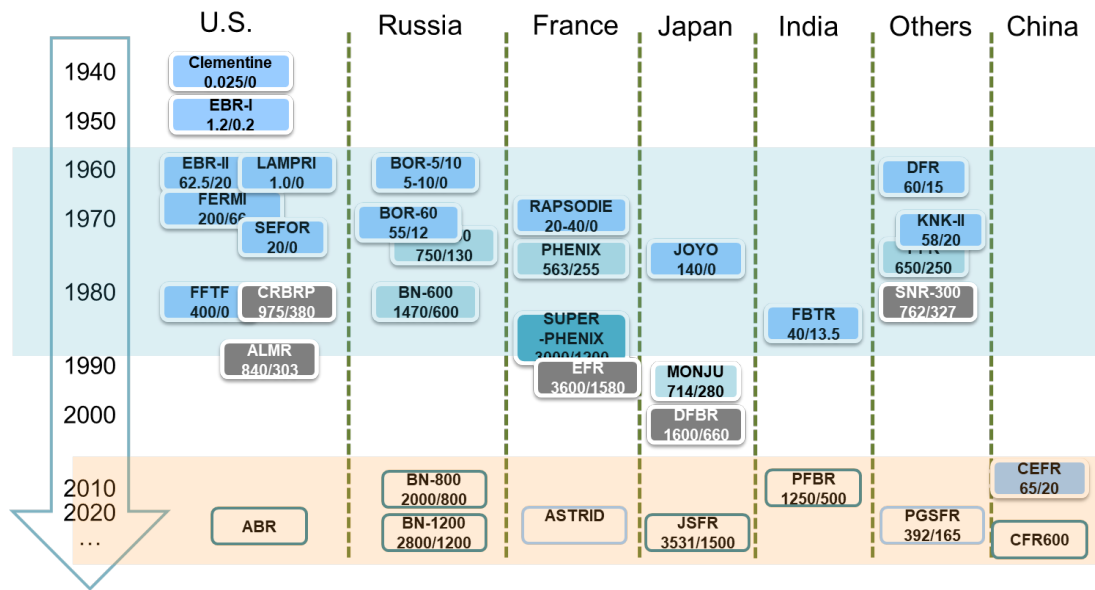 U.S.
Russia
France
Japan
India
Others
China
1940
1950
1960
1970
1980
1990
2000
2010
2020
…
Clementine
0.025/0
EBR-I
1.2/0.2
EBR-II
62.5/20
LAMPRI
1.0/0
FERMI
200/66
SEFOR
20/0
FFTF
400/0
CRBRP
975/380
ALMR
840/303
ABR
BOR-5/10
5-10/0
BOR-60
55/12
750/130
BN-600
1470/600
BN-800
2000/800
BN-1200
2800/1200
RAPSODIE
20-40/0
PHENIX
563/255
SUPER
-PHENIX
3000/1200
EFR
3600/1580
ASTRID
JOYO
140/0
MONJU
714/280
DFBR
1600/660
JSFR
3531/1500
FBTR
40/13.5
PFBR
1250/500
DFR
60/15
KNK-II
58/20
650/250
SNR-300
762/327
PGSFR
392/165
CEFR
65/20
CFR600